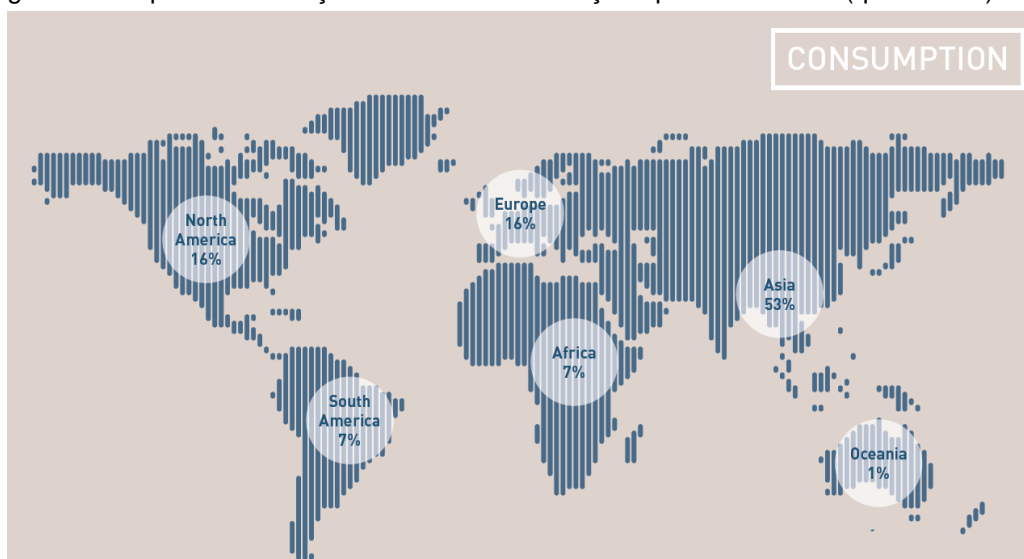 CONSUMPTION
North
America
16%
Europe
16%
Asia
53%
Africa
7%
South
America
7%
Oceania
1%